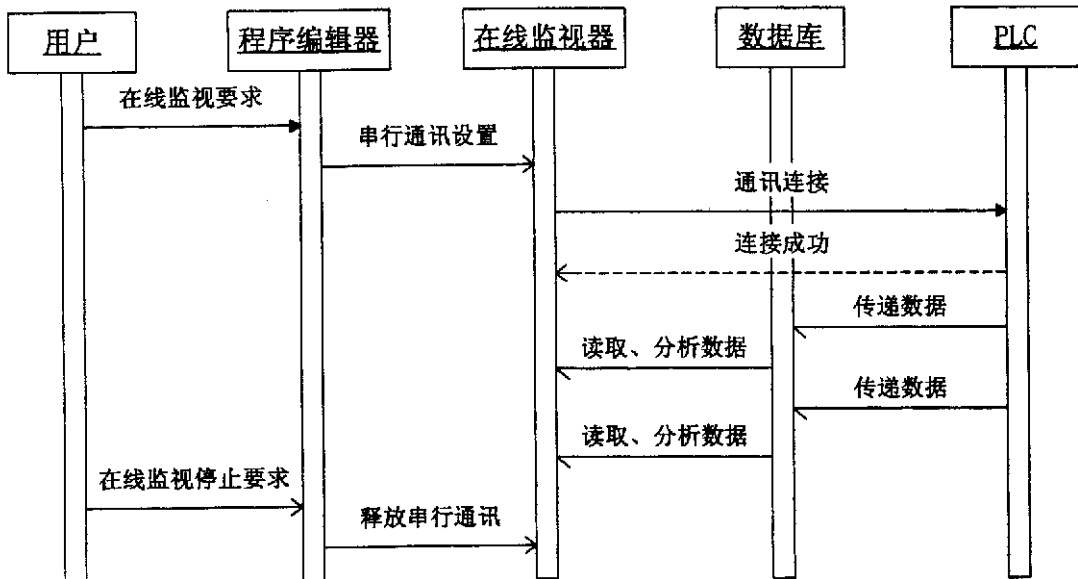 用户
程序编辑器
在线监视器
数据库
PLC
在线监视要求
串行通讯设置
通讯连接
连接成功
传递数据
读取、分析数据
传递数据
读取、分析数据
在线监视停止要求
释放串行通讯